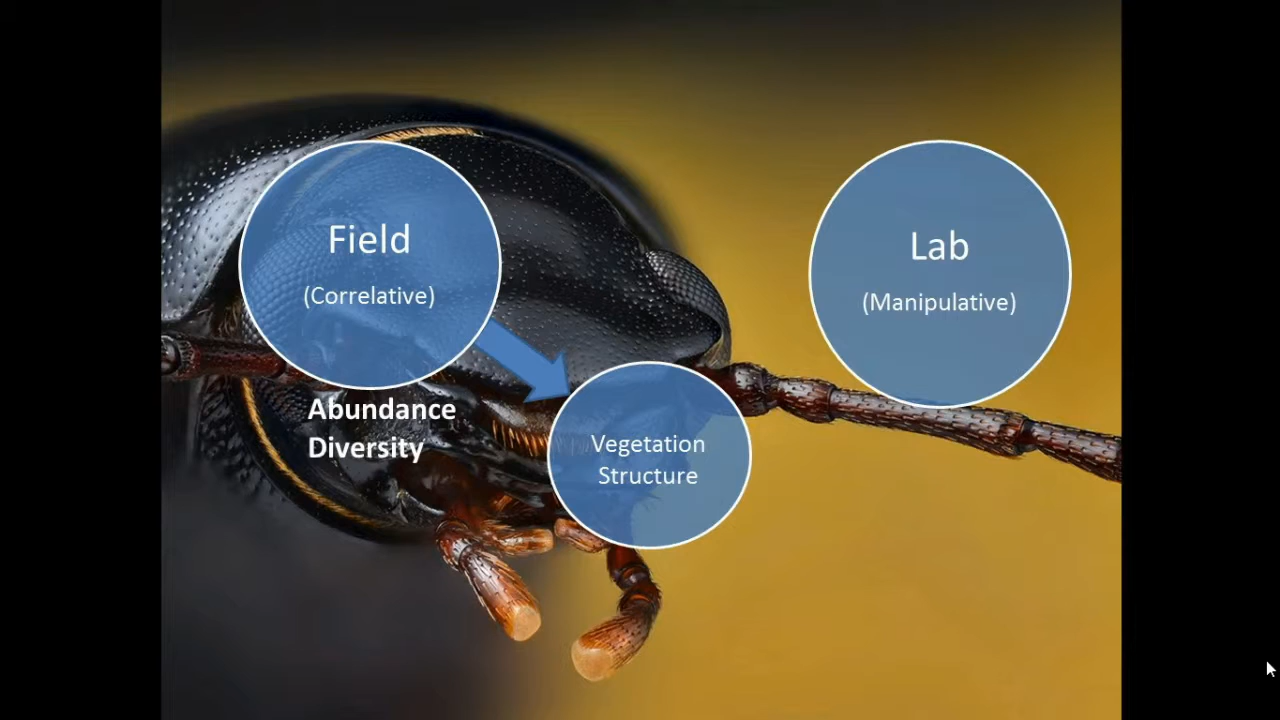 Field
(Correlative)
Abundance
Diversity
Vegetation
Structure
Lab
(Manipulative)